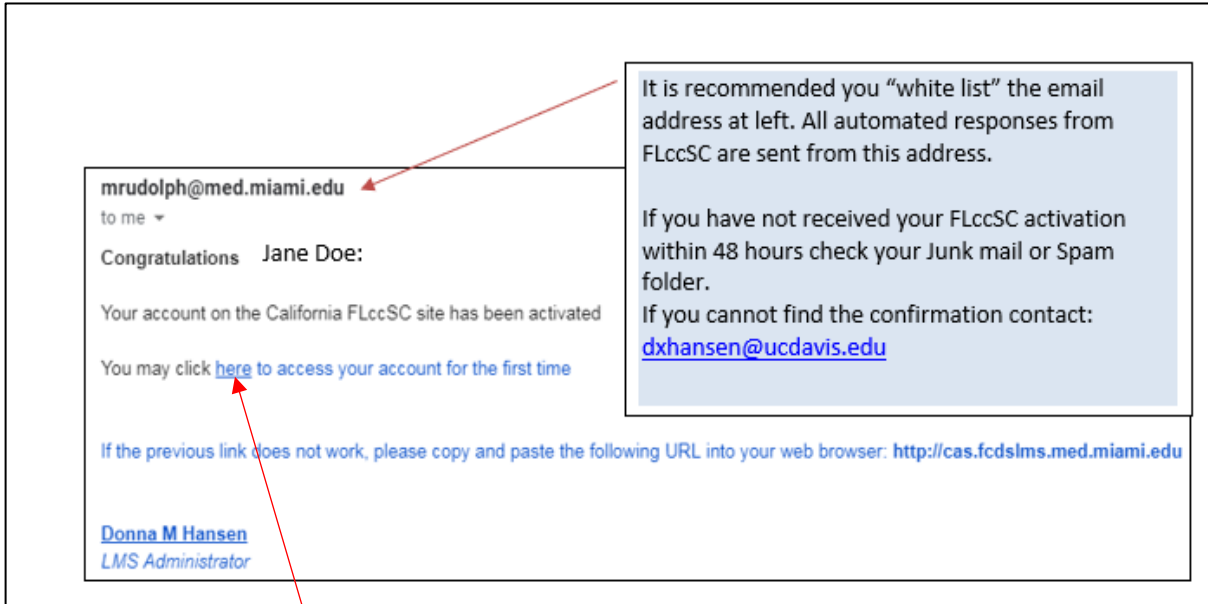 It is recommended you “white list” the email
address at left. All automated responses from
FLccSC are sent from this address.
If you have not received your FLccSC activation
within 48 hours check your Junk mail or Spam
folder.
If you cannot find the confirmation contact:
dxhansen@ucdavis.edu
mrudolph@med.miami.edu
to me
Congratulations Jane Doe:
Your account on the California FLccSC site has been activated
You may click here to access your account for the first time
If the previous link does not work, please copy and paste the following URL into your web browser: http://cas.fcdslms.med.miami.edu
Donna M Hansen
LMS Administrator